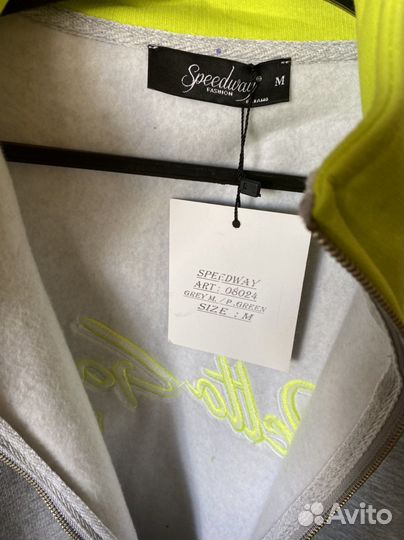 Speedway
FASHION
M
SPEEDWAY
ART: 08024
GREY M. / P.GREEN
SIZE : M
Avito